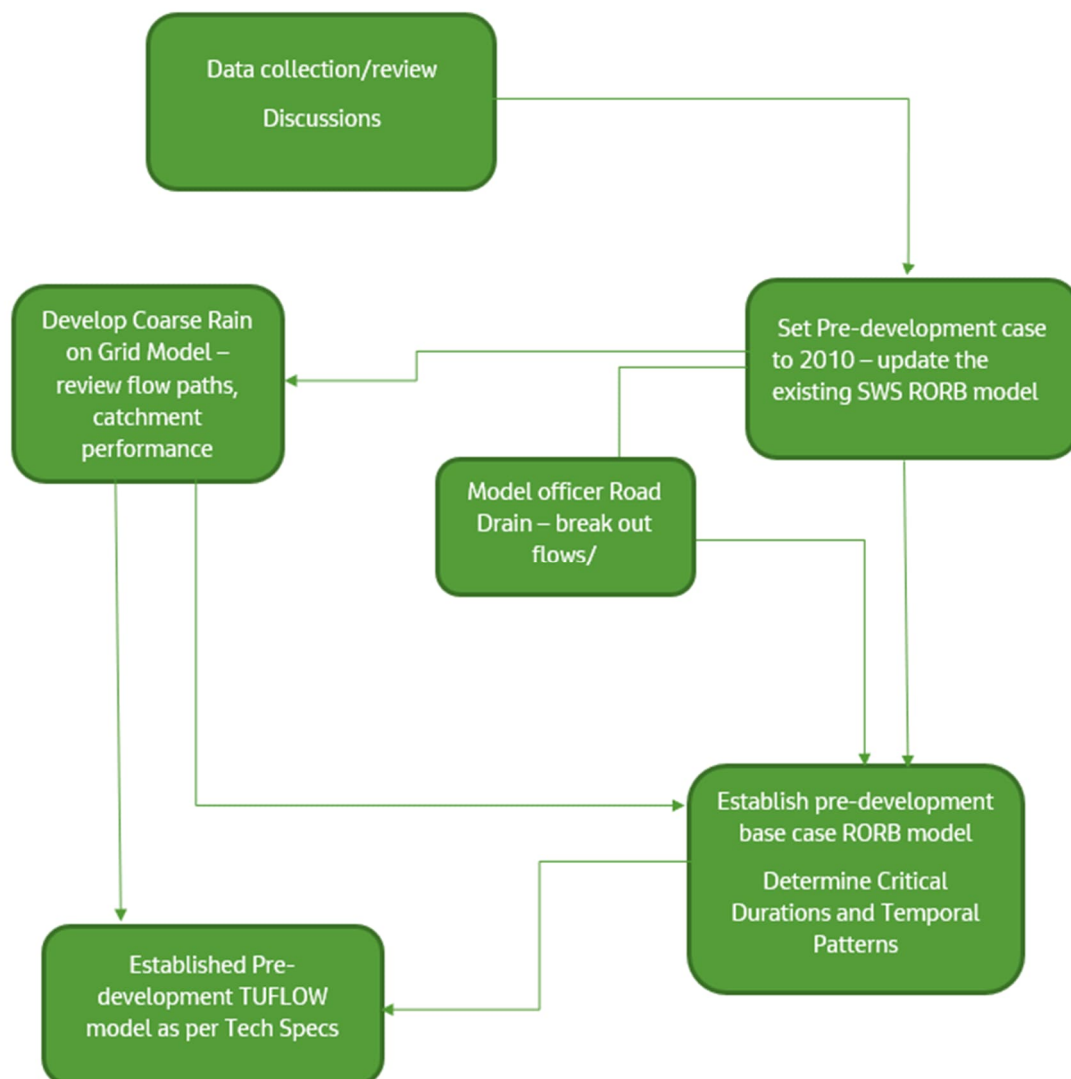 Data collection/review
Discussions
Develop Coarse Rain
on Grid Model –
review flow paths,
catchment
performance
Set Pre-development case
to 2010 – update the
existing SWS RORB model
Model officer Road
Drain – break out
flows/
Establish pre-development
base case RORB model
Determine Critical
Durations and Temporal
Patterns
Established Pre-
development TUFLOW
model as per Tech Specs